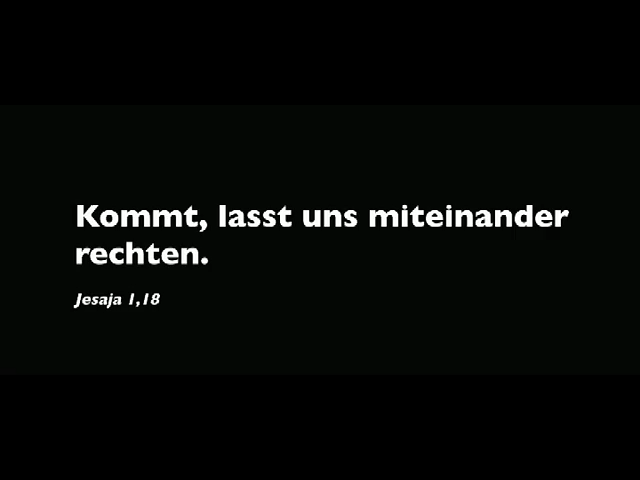 Kommt, lasst uns miteinander
rechten.
Jesaja 1,18